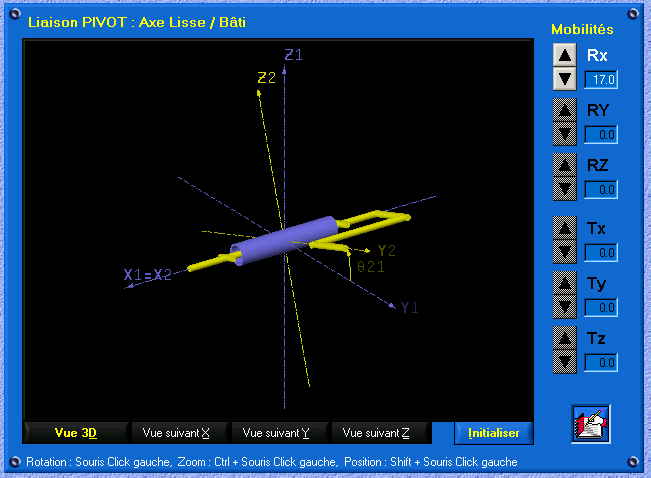 Liaison PIVOT : Axe Lisse / Bâti
Mobilités
Z1
Z2
X1=X2
Y2
θ21
Y1
Rx
17.0
RY
0.0
RZ
0.0
Tx
0.0
Ty
0.0
Tz
0.0
Vue 3D
Vue suivant X
Vue suivant Y
Vue suivant Z
Initialiser
Rotation : Souris Click gauche, Zoom : Ctrl + Souris Click gauche, Position : Shift + Souris Click gauche